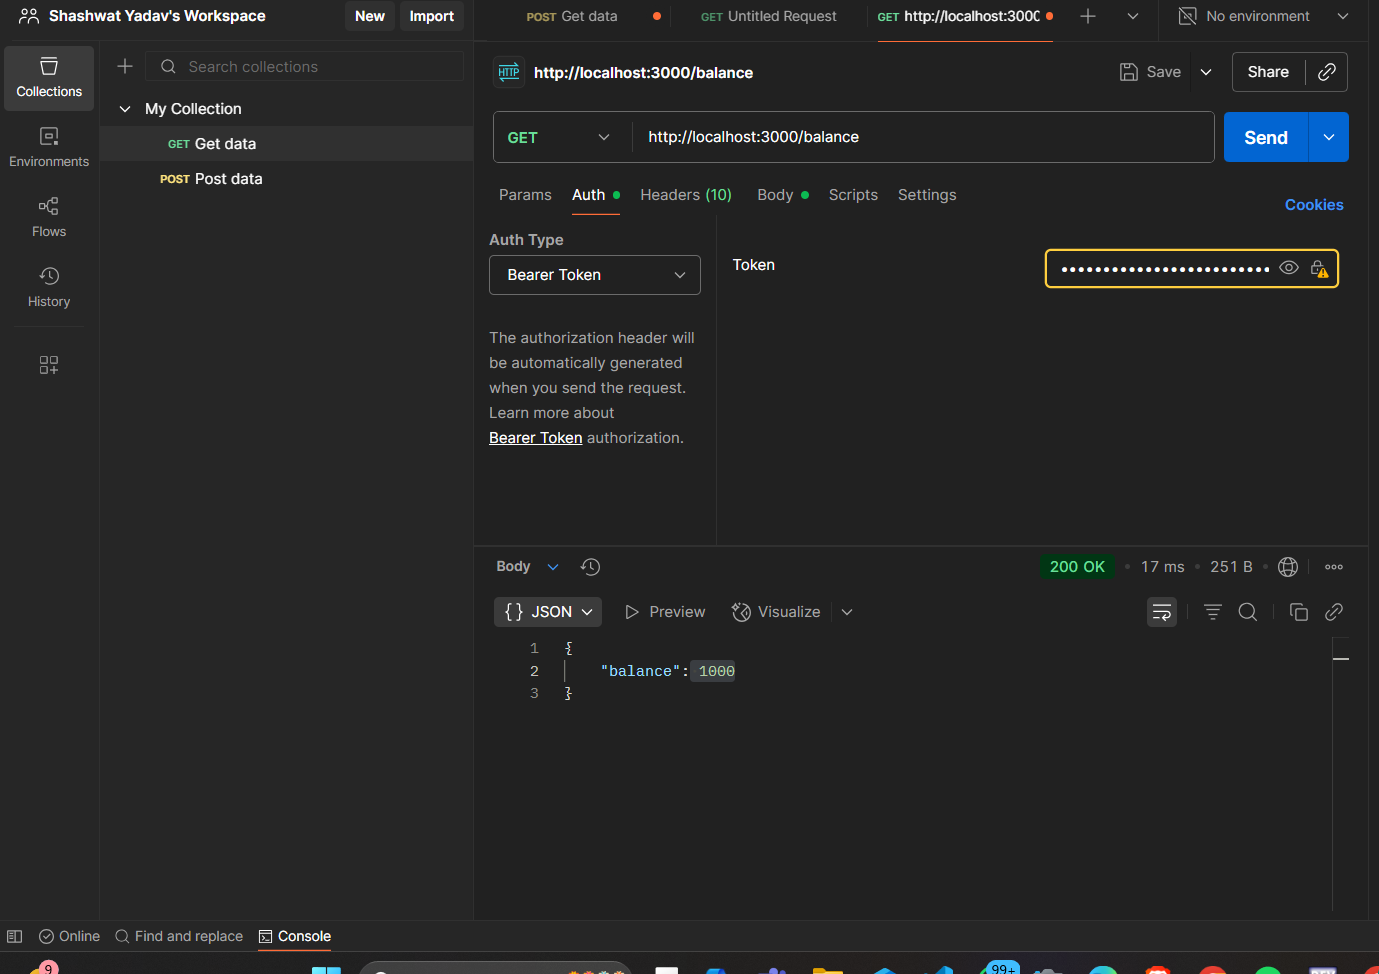 Shashwat Yadav's Workspace
New
Import
POST Get data
GET Untitled Request
GET http://localhost:3000
No environment
Collections
Environments
Flows
History
Search collections
My Collection
GET Get data
POST Post data
HTTP
http://localhost:3000/balance
Save
Share
GET
http://localhost:3000/balance
Send
Params
Auth
Headers (10)
Body
Scripts
Settings
Cookies
Auth Type
Bearer Token
The authorization header will
be automatically generated
when you send the request.
Learn more about
Bearer Token authorization.
Token
Body
200 OK
17 ms
251 B
{} JSON
Preview
Visualize
1 {
2 "balance": 1000
3 }
Online
Find and replace
Console
9
99+